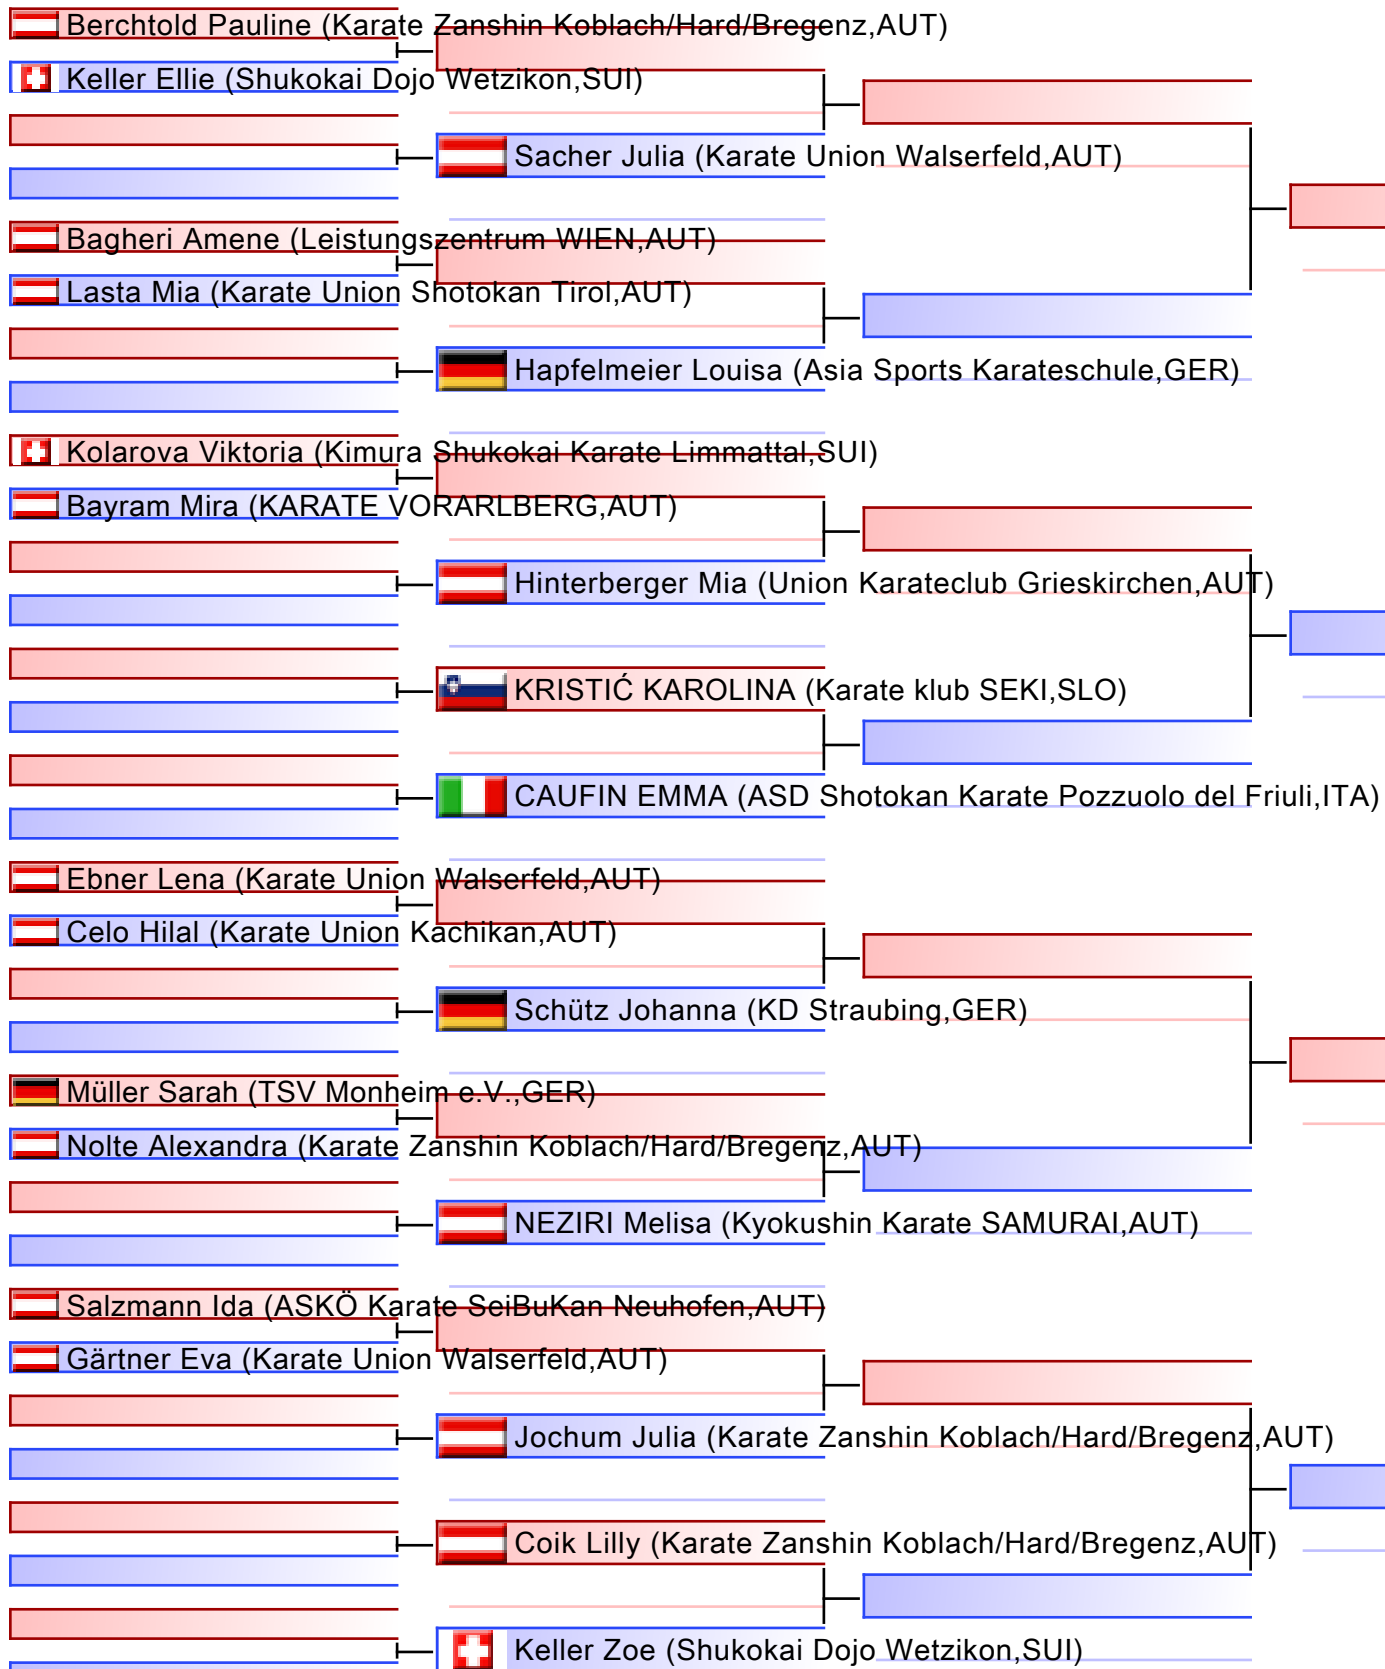 Berchtold Pauline (Karate Zanshin Koblach/Hard/Bregenz,AUT)
Keller Ellie (Shukokai Dojo Wetzikon,SUI)
Sacher Julia (Karate Union Walserfeld,AUT)
Bagheri Amene (Leistungszentrum WIEN,AUT)
Lasta Mia (Karate Union Shotokan Tirol,AUT)
Hapfelmeier Louisa (Asia Sports Karateschule,GER)
Kolarova Viktoria (Kimura Shukokai Karate Limmattal,SUI)
Bayram Mira (KARATE VORARLBERG,AUT)
Hinterberger Mia (Union Karateclub Grieskirchen,AUT)
KRISTIĆ KAROLINA (Karate klub SEKI,SLO)
CAUFIN EMMA (ASD Shotokan Karate Pozzuolo del Friuli,ITA)
Ebner Lena (Karate Union Walserfeld,AUT)
Celo Hilal (Karate Union Kachikan,AUT)
Schütz Johanna (KD Straubing,GER)
Müller Sarah (TSV Monheim e.V.,GER)
Nolte Alexandra (Karate Zanshin Koblach/Hard/Bregenz,AUT)
NEZIRI Melisa (Kyokushin Karate SAMURAI,AUT)
Salzmann Ida (ASKÖ Karate SeiBuKan Neuhofen,AUT)
Gärtner Eva (Karate Union Walserfeld,AUT)
Jochum Julia (Karate Zanshin Koblach/Hard/Bregenz,AUT)
Coik Lilly (Karate Zanshin Koblach/Hard/Bregenz,AUT)
Keller Zoe (Shukokai Dojo Wetzikon,SUI)